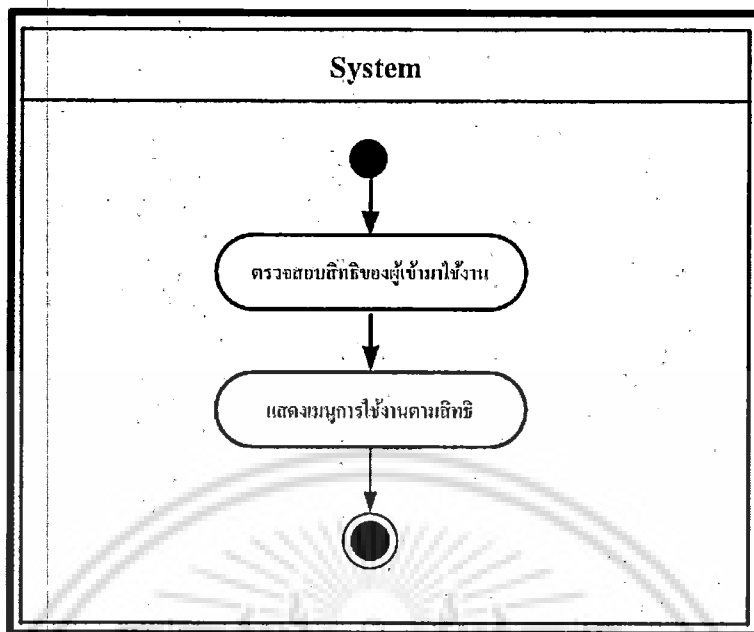 System
ตรวจสอบสิทธิของผู้เข้ามาใช้งาน
แสดงเมนูการใช้งานตามสิทธิ